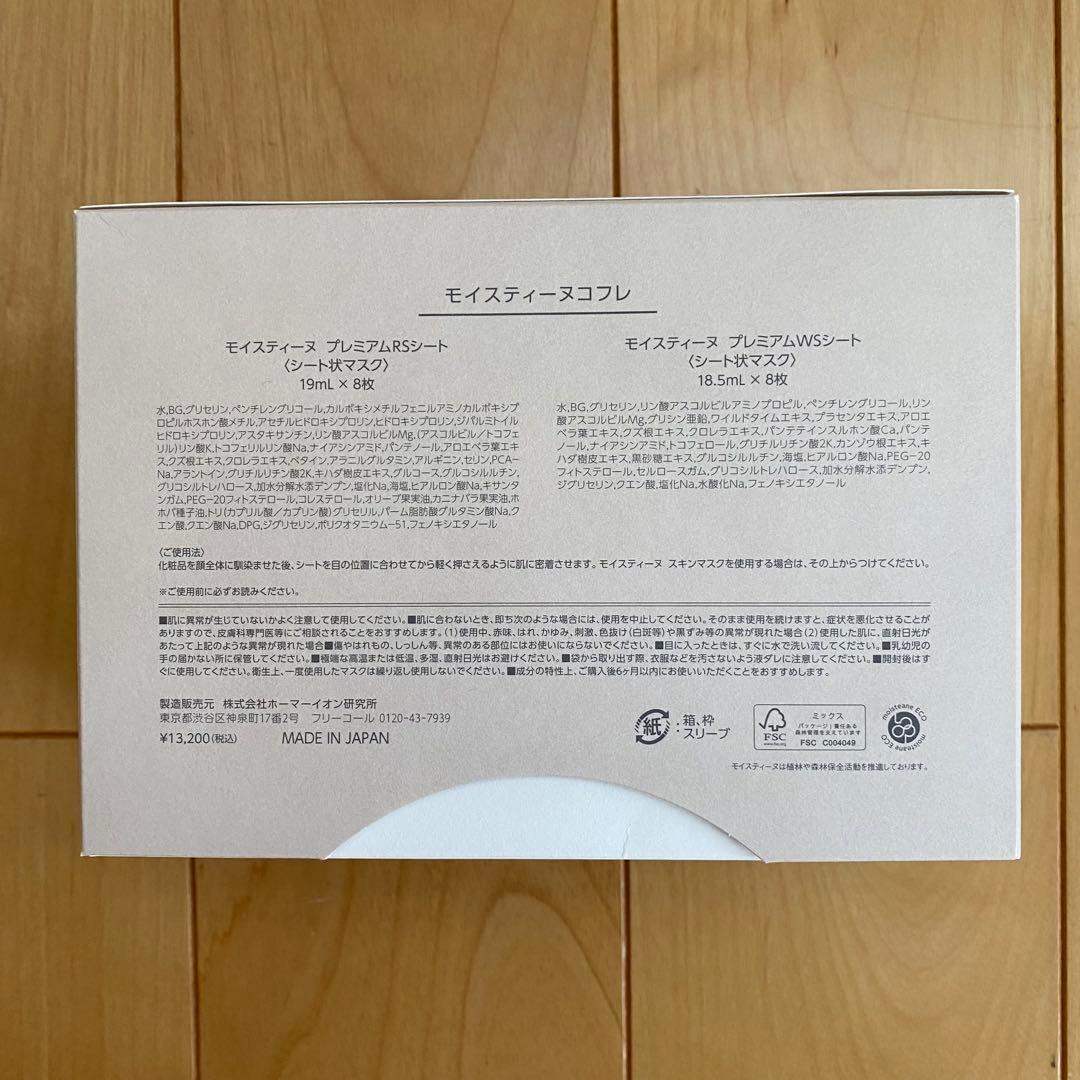 モイスティーヌコフレ
モイスティーヌ プレミアムRSシート
〈シート状マスク〉
19mL × 8枚
水,BG,グリセリン,ペンチレングリコール,カルボキシメチルフェニルアミノカルボキシプ
ロピルホスホン酸メチル,アセチルヒドロキシプロリン,ヒドロキシプロリン,ジパルミトイル
ヒドロキシプロリン,アスタキサンチン,リン酸アスコルビルMg,(アスコルビル/トコフェ
リル)リン酸K,トコフェリルリン酸Na,ナイアシンアミド,パンテノール,アロエベラ葉エキ
ス,クズ根エキス,クロレラエキス,ベタイン,アラニルグルタミン,アルギニン,セリン,PCA-
Na,アラントイン,グリチルリチン酸2K,キハダ樹皮エキス,グルコース,グルコシルルチン,
グリコシルトレハロース,加水分解水添デンプン,塩化Na,海塩,ヒアルロン酸Na,キサンタ
ンガム,PEG-20フィトステロール,コレステロール,オリーブ果実油,カニナバラ果実油,ホ
ホバ種子油,トリ(カプリル酸/カプリン酸)グリセリル,パーム脂肪酸グルタミン酸Na,ク
エン酸,クエン酸Na,DPG,ジグリセリン,ポリクオタニウム-51,フェノキシエタノール
モイスティーヌ プレミアムWSシート
〈シート状マスク〉
18.5mL × 8枚
水,BG,グリセリン,リン酸アスコルビルアミノプロピル,ペンチレングリコール,リン
酸アスコルビルMg,グリシン亜鉛,ワイルドタイムエキス,プラセンタエキス,アロエ
ベラ葉エキス,クズ根エキス,クロレラエキス,パンテテインスルホン酸Ca,パンテ
ノール,ナイアシンアミド,トコフェロール,グリチルリチン酸2K,カンゾウ根エキス,キ
ハダ樹皮エキス,黒砂糖エキス,グルコシルルチン,海塩,ヒアルロン酸Na,PEG-20
フィトステロール,セルロースガム,グリコシルトレハロース,加水分解水添デンプン,
ジグリセリン,クエン酸,塩化Na,水酸化Na,フェノキシエタノール
〈ご使用法〉
化粧品を顔全体に馴染ませた後、シートを目の位置に合わせてから軽く押さえるように肌に密着させます。モイスティーヌ スキンマスクを使用する場合は、その上からつけてください。
※ご使用前に必ずお読みください。
■肌に異常が生じていないかよく注意して使用してください。■肌に合わないとき、即ち次のような場合には、使用を中止してください。そのまま使用を続けますと、症状を悪化させることが
ありますので、皮膚科専門医等にご相談されることをおすすめします。(1)使用中、赤味、はれ、かゆみ、刺激、色抜け(白斑等)や黒ずみ等の異常が現れた場合(2)使用した肌に、直射日光が
あたって上記のような異常が現れた場合■傷やはれもの、しっしん等、異常のある部位にはお使いにならないでください。■目に入ったときは、すぐに水で洗い流してください。■乳幼児の
手の届かない所に保管してください。■極端な高温または低温、多湿、直射日光はお避けください。■袋から取り出す際、衣服などを汚さないよう液ダレに注意してください。■開封後はす
ぐに使用してください。衛生上、一度使用したマスクは繰り返し使用しないでください。■成分の特性上、ご購入後6ヶ月以内にお使いいただくことをおすすめします。
製造販売元 株式会社ホーマーイオン研究所
東京都渋谷区神泉町17番2号 フリーコール 0120-43-7939
¥13,200(税込) MADE IN JAPAN
紙
:箱、枠
スリーブ
FSC
www.fsc.org
ミックス
パッケージ|責任ある
森林管理を支えています
FSC C004049
moisteane ECO
moisteane ECO
モイスティーヌは植林や森林保全活動を推進しております。